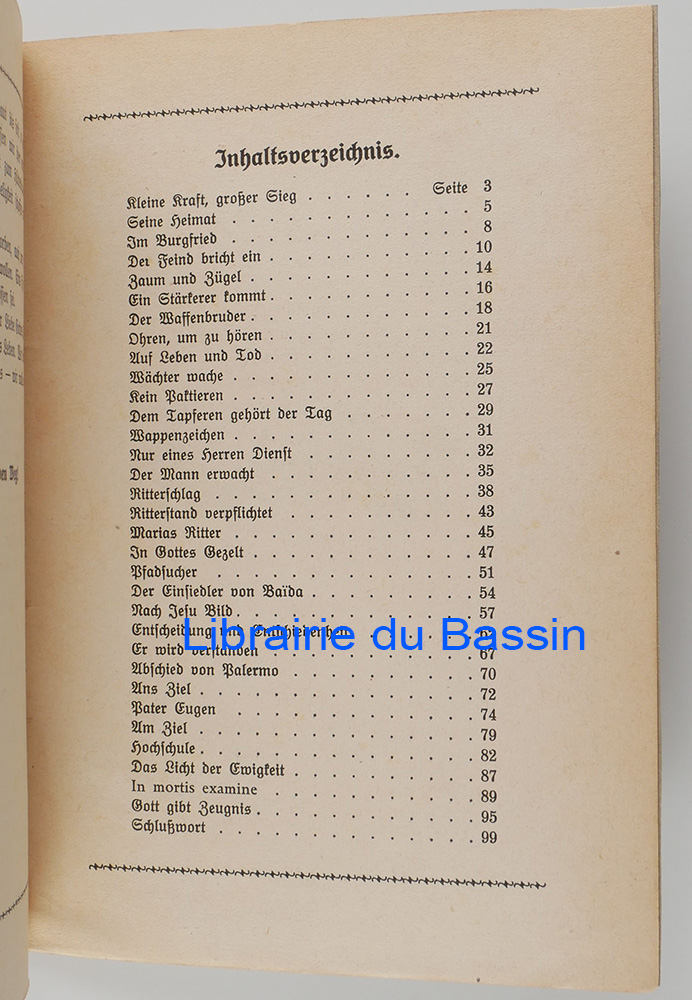 Inhaltsverzeichnis.
Kleine Kraft, großer Sieg . . . . . . Seite 3
Seine Heimat . . . . . . . . . . . 5
Im Burgfried . . . . . . . . . . . 8
Der Feind bricht ein . . . . . . . . . 10
Zaum und Zügel . . . . . . . . . . 14
Ein Stärkerer kommt . . . . . . . . . 16
Der Waffenbruder . . . . . . . . . . 18
Ohren, um zu hören . . . . . . . . . 21
Auf Leben und Tod . . . . . . . . . 22
Wächter wache . . . . . . . . . . . 25
Kein Paktieren . . . . . . . . . . . 27
Dem Tapferen gehört der Tag . . . . . . 29
Wappenzeichen . . . . . . . . . . . 31
Nur eines Herren Dienst . . . . . . . . 32
Der Mann erwacht . . . . . . . . . . 35
Ritterschlag . . . . . . . . . . . . 38
Ritterstand verpflichtet . . . . . . . . . 43
Marias Ritter . . . . . . . . . . . 45
In Gottes Gezelt . . . . . . . . . . 47
Pfadsucher . . . . . . . . . . . . 51
Der Einsiedler von Baïda . . . . . . . . 54
Nach Jesu Bild . . . . . . . . . . . 57
Entscheidung und Entschiedenheit . . . . .
Librairie du Bassin
Er wird verstanden . . . . . . . . . 67
Abschied von Palermo . . . . . . . . 70
Ans Ziel . . . . . . . . . . . . . 72
Pater Eugen . . . . . . . . . . . 74
Am Ziel . . . . . . . . . . . . . 79
Hochschule . . . . . . . . . . . . 82
Das Licht der Ewigkeit . . . . . . . . 87
In mortis examine . . . . . . . . . . 89
Gott gibt Zeugnis . . . . . . . . . . 95
Schlußwort . . . . . . . . . . . . 99